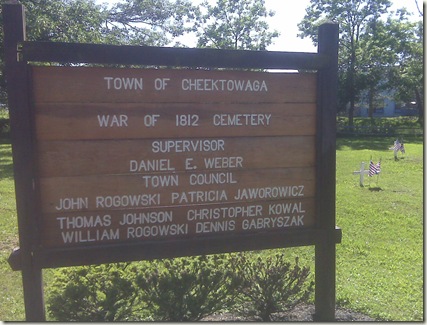 TOWN OF CHEEKTOWAGA
WAR OF 1812 CEMETERY
SUPERVISOR
DANIEL E. WEBER
TOWN COUNCIL
JOHN ROGOWSKI PATRICIA JAWOROWICZ
THOMAS JOHNSON CHRISTOPHER KOWAL
WILLIAM ROGOWSKI DENNIS GABRYSZAK